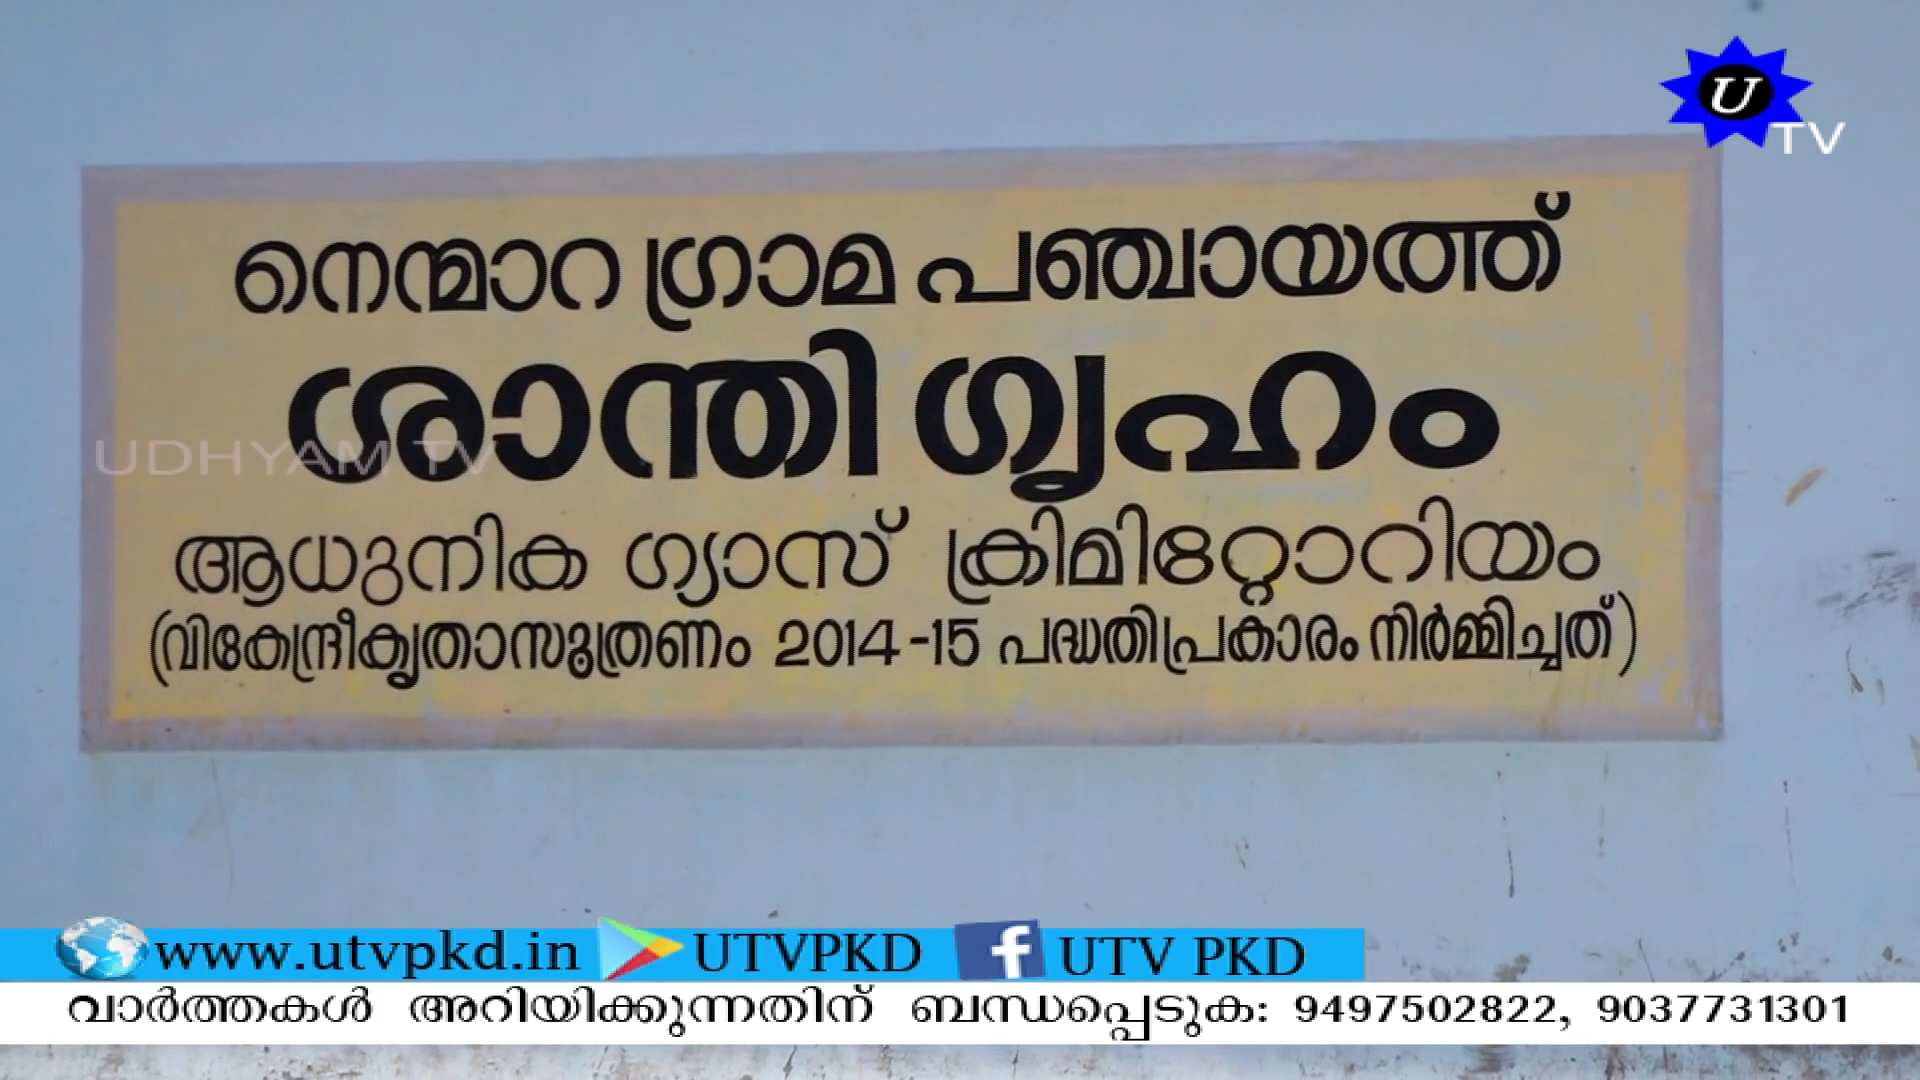 U TV
നെന്മാറ ഗ്രാമ പഞ്ചായത്ത്
ശാന്തി ഗൃഹം
UDHYAM TV
ആധുനിക ഗ്യാസ് ക്രിമിറ്റോറിയം
(വികേന്ദ്രീകൃതാസൂത്രണം 2014-15 പദ്ധതിപ്രകാരം നിർമ്മിച്ചത്)
www.utvpkd.in UTVPKD f UTV PKD
വാർത്തകൾ അറിയിക്കുന്നതിന് ബന്ധപ്പെടുക: 9497502822, 9037731301